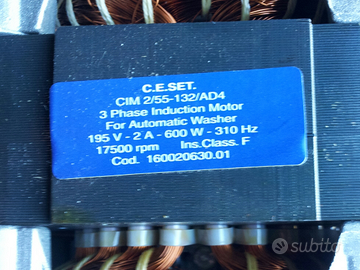 C.E.SET.
CIM 2/55-132/AD4
3 Phase Induction Motor
For Automatic Washer
195 V - 2 A - 600 W - 310 Hz
17500 rpm Ins.Class. F
Cod. 160020630.01
subito